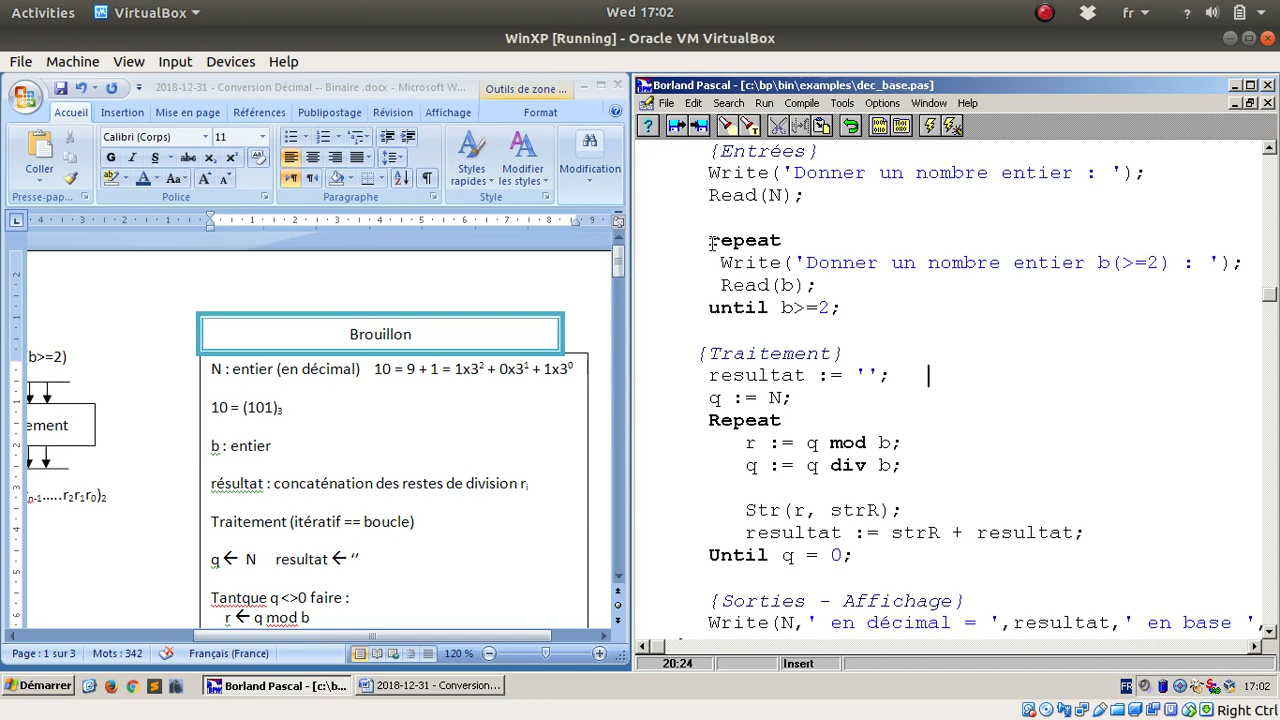 Activities VirtualBox Wed 17:02 fr
WinXP [Running] - Oracle VM VirtualBox
File Machine View Input Devices Help
2018-12-31 - Conversion Décimal -- Binaire .docx - Microsoft W... Outils de zone ...
Accueil Insertion Mise en page Références Publipostage Révision Affichage Format
Calibri (Corps) 11
Coller Styles rapides Modifier les styles Modification
Presse-pap... Police Paragraphe Style
Brouillon
b>=2)
N : entier (en décimal) 10 = 9 + 1 = 1x3² + 0x3¹ + 1x3⁰
10 = (101)₃
ement
b : entier
résultat : concaténation des restes de division rᵢ
ₙ₋₁.....r₂r₁r₀)₂
Traitement (itératif == boucle)
q ← N resultat ← ‘’
Tantque q <>0 faire :
r ← q mod b
Page : 1 sur 3 Mots : 342 Français (France) 120 %
Borland Pascal - [c:\bp\bin\examples\dec_base.pas]
File Edit Search Run Compile Tools Options Window Help
{Entrées}
Write('Donner un nombre entier : ');
Read(N);
repeat
Write('Donner un nombre entier b(>=2) : ');
Read(b);
until b>=2;
{Traitement}
resultat := '';
q := N;
Repeat
r := q mod b;
q := q div b;
Str(r, strR);
resultat := strR + resultat;
Until q = 0;
{Sorties - Affichage}
Write(N,' en décimal = ',resultat,' en base ',
20:24 Insert
Démarrer Borland Pascal - [c:\b... 2018-12-31 - Conversion... FR 17:02
Right Ctrl